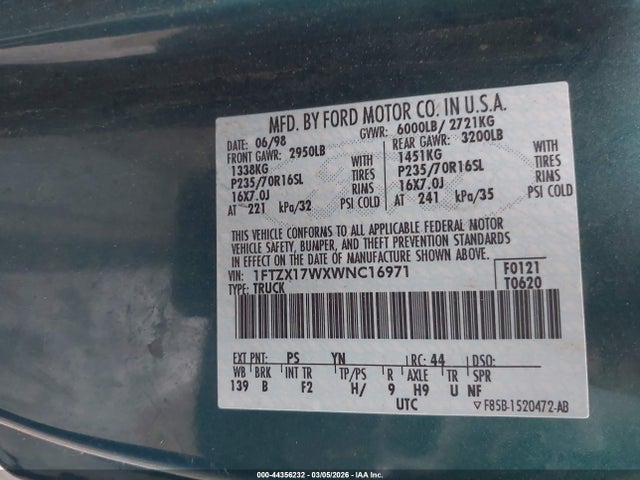 MFD. BY FORD MOTOR CO. IN U.S.A.
DATE: 06/98 GVWR: 6000LB/ 2721KG
FRONT GAWR: 2950LB REAR GAWR: 3200LB
1338KG WITH 1451KG WITH
P235/70R16SL TIRES P235/70R16SL TIRES
16X7.0J RIMS 16X7.0J RIMS
AT 221 kPa/32 PSI COLD AT 241 kPa/35 PSI COLD
THIS VEHICLE CONFORMS TO ALL APPLICABLE FEDERAL MOTOR
VEHICLE SAFETY, BUMPER, AND THEFT PREVENTION STANDARDS
IN EFFECT ON THE DATE OF MANUFACTURE SHOWN ABOVE.
VIN: 1FTZX17WXWNC16971 F0121
TYPE: TRUCK T0620
EXT PNT: PS YN RC: 44 DSO:
WB BRK INT TR TP/PS R AXLE TR SPR
139 B F2 H/ 9 H9 U NF
UTC ▽F85B-1520472-AB
000-44356232 — 03/05/2026 - IAA Inc.